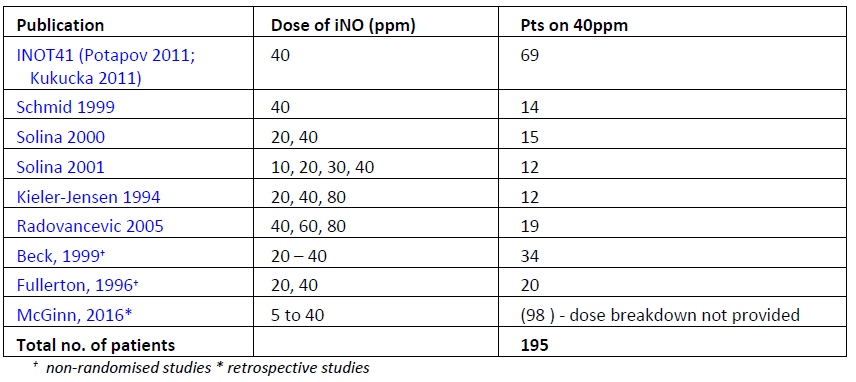 Publication Dose of iNO (ppm) Pts on 40ppm
INOT41 (Potapov 2011; 40 69
Kukucka 2011)
Schmid 1999 40 14
Solina 2000 20, 40 15
Solina 2001 10, 20, 30, 40 12
Kieler-Jensen 1994 20, 40, 80 12
Radovancevic 2005 40, 60, 80 19
Beck, 1999† 20 – 40 34
Fullerton, 1996† 20, 40 20
McGinn, 2016* 5 to 40 (98 ) - dose breakdown not provided
Total no. of patients 195
† non-randomised studies * retrospective studies